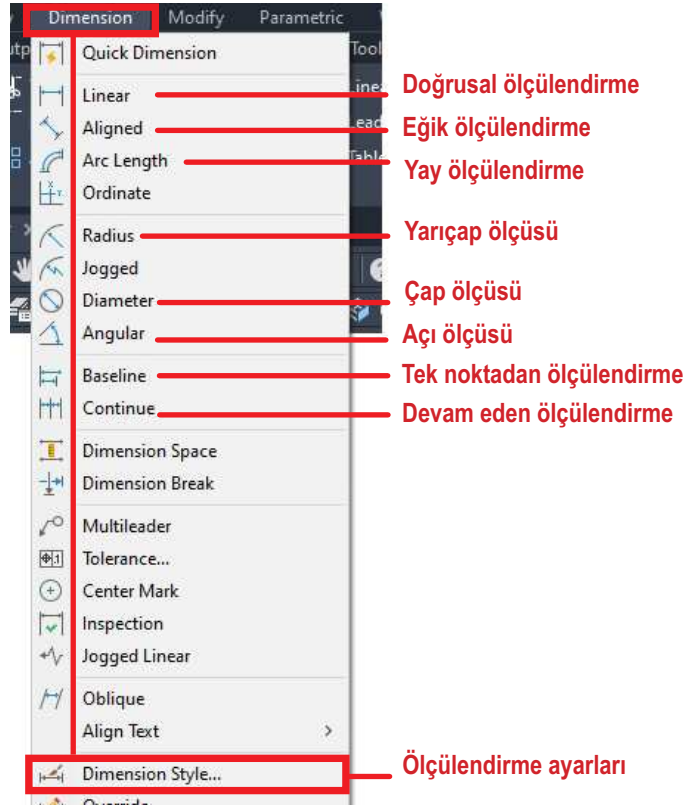 Dimension Modify Parametric
Quick Dimension
Linear Doğrusal ölçülendirme
Aligned Eğik ölçülendirme
Arc Length Yay ölçülendirme
Ordinate
Radius Yarıçap ölçüsü
Jogged
Diameter Çap ölçüsü
Angular Açı ölçüsü
Baseline Tek noktadan ölçülendirme
Continue Devam eden ölçülendirme
Dimension Space
Dimension Break
Multileader
Tolerance...
Center Mark
Inspection
Jogged Linear
Oblique
Align Text >
Dimension Style... Ölçülendirme ayarları